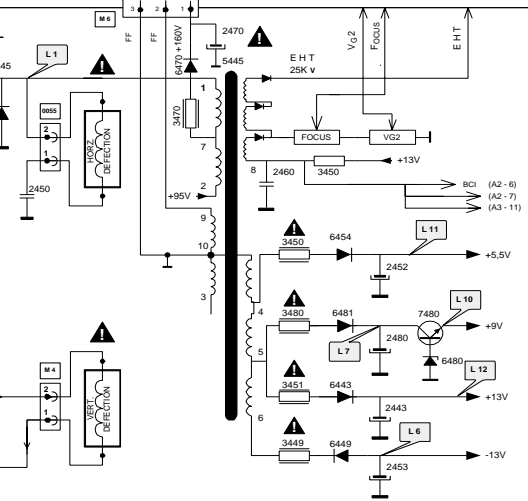 M 6
3 2 1
FF
FF
6470 +160V
2470
5445
!
V G2
FOCUS
E H T
E H T
25K v
45
L 1
!
0055
2
1
HORZ
DEFECTION
2450
3470
1
7
2
+95V
FOCUS
VG2
8
2460
3450
+13V
BCI (A2 - 6)
(A2 - 7)
(A3 - 11)
9
10
3
!
3450
6454
L 11
2452
+5,5V
4
!
3480
6481
7480
L 10
+9V
L 7
2480
6480
5
!
3451
6443
L 12
+13V
2443
6
!
3449
6449
L 6
-13V
2453
!
M 4
2
1
VERT.
DEFECTION